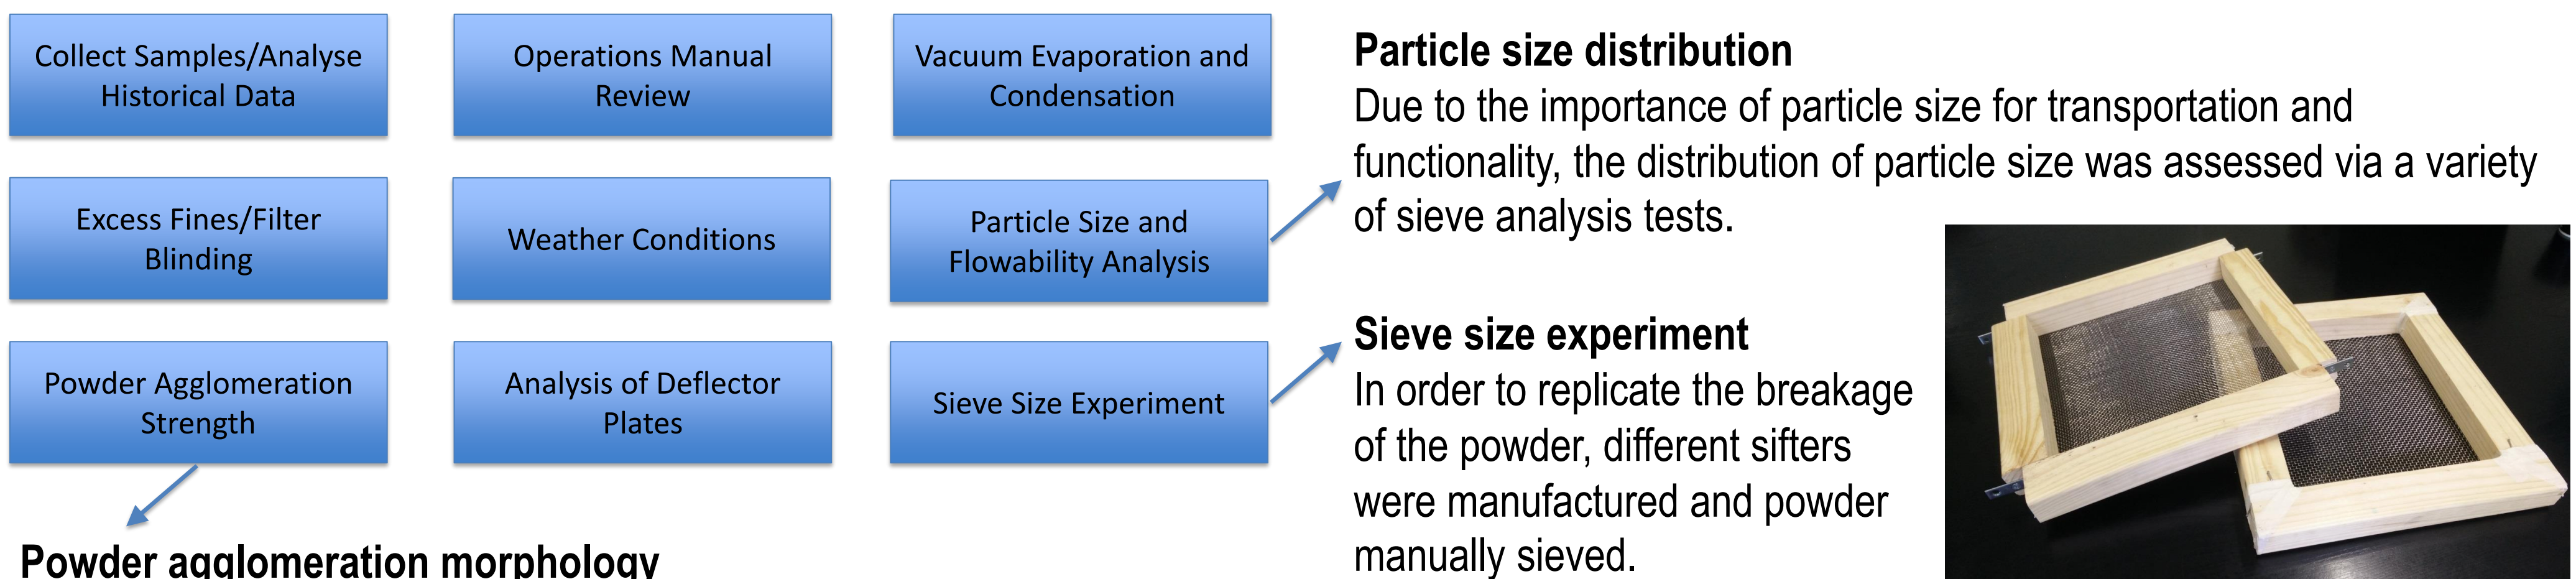 Collect Samples/Analyse
Historical Data
Operations Manual
Review
Vacuum Evaporation and
Condensation
Excess Fines/Filter
Blinding
Weather Conditions
Particle Size and
Flowability Analysis
Powder Agglomeration
Strength
Analysis of Deflector
Plates
Sieve Size Experiment
Particle size distribution
Due to the importance of particle size for transportation and
functionality, the distribution of particle size was assessed via a variety
of sieve analysis tests.
Sieve size experiment
In order to replicate the breakage
of the powder, different sifters
were manufactured and powder
manually sieved.
Powder agglomeration morphology